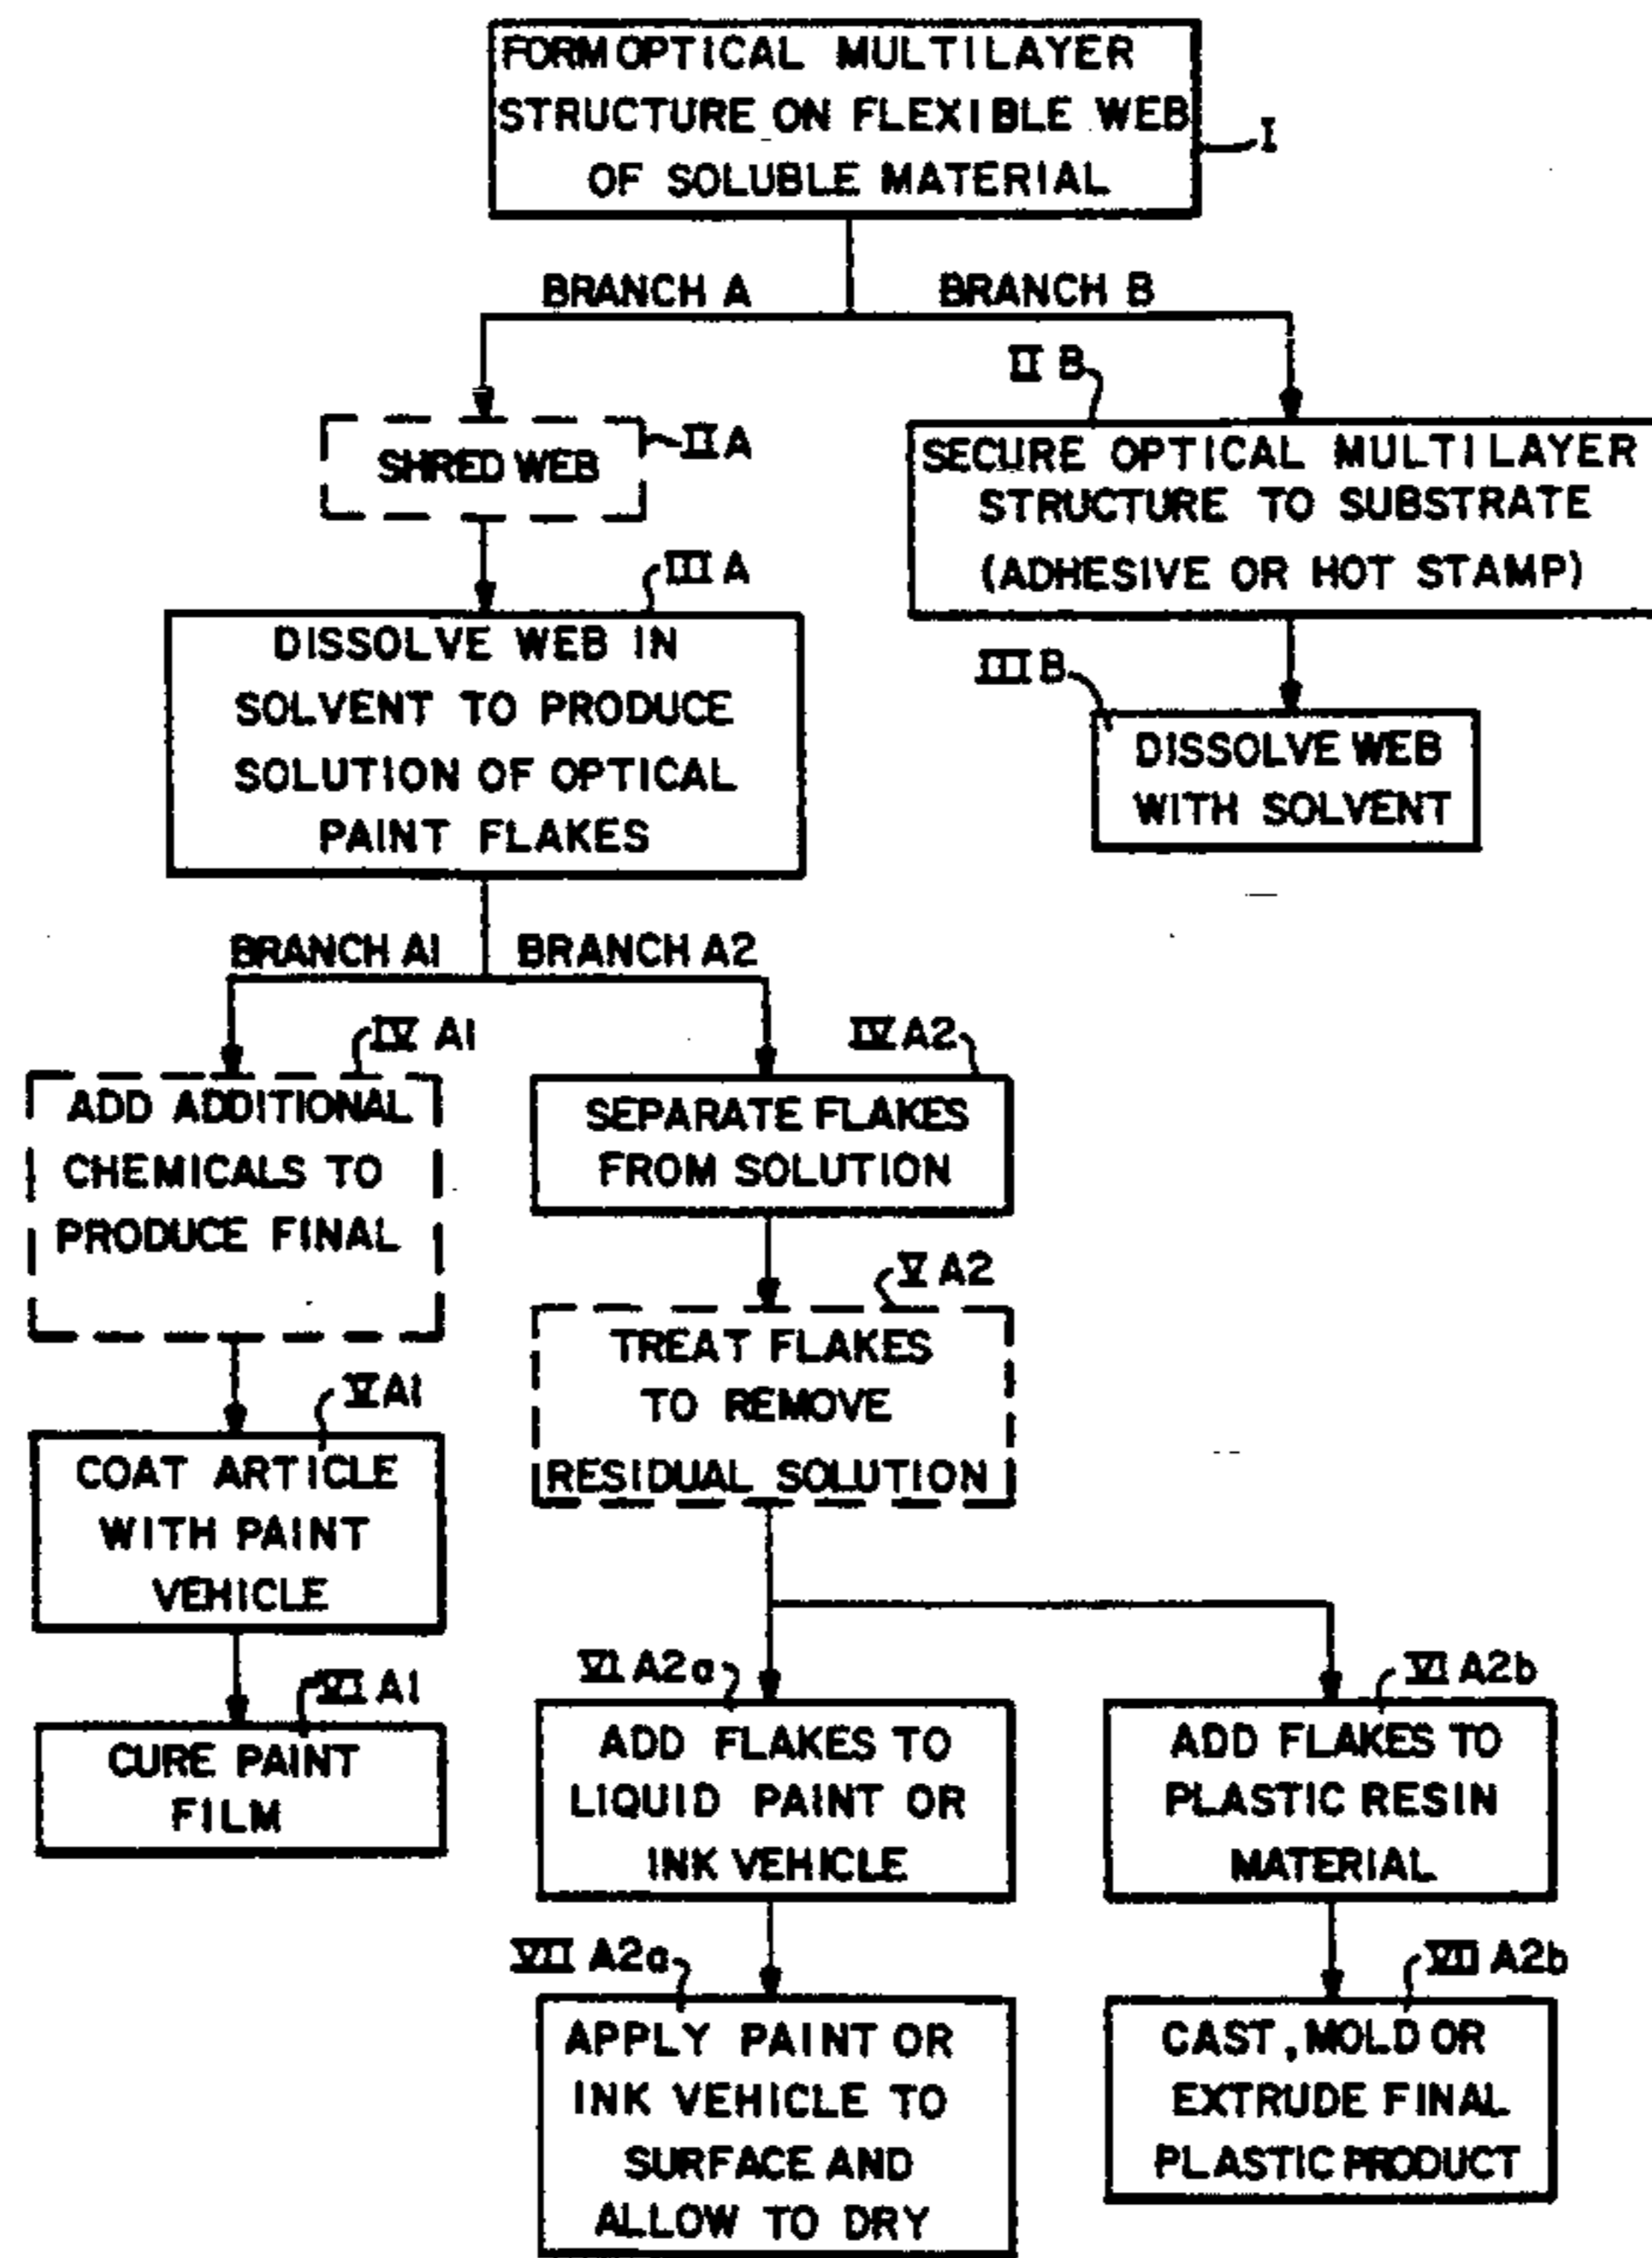 FORM OPTICAL MULTILAYER
STRUCTURE ON FLEXIBLE WEB
OF SOLUBLE MATERIAL
I
BRANCH A
BRANCH B
SHRED WEB
II A
II B
SECURE OPTICAL MULTILAYER
STRUCTURE TO SUBSTRATE
(ADHESIVE OR HOT STAMP)
III A
DISSOLVE WEB IN
SOLVENT TO PRODUCE
SOLUTION OF OPTICAL
PAINT FLAKES
III B
DISSOLVE WEB
WITH SOLVENT
BRANCH A1
BRANCH A2
IV A1
ADD ADDITIONAL
CHEMICALS TO
PRODUCE FINAL
IV A2
SEPARATE FLAKES
FROM SOLUTION
V A1
COAT ARTICLE
WITH PAINT
VEHICLE
V A2
TREAT FLAKES
TO REMOVE
RESIDUAL SOLUTION
VI A1
CURE PAINT
FILM
VI A2a
ADD FLAKES TO
LIQUID PAINT OR
INK VEHICLE
VI A2b
ADD FLAKES TO
PLASTIC RESIN
MATERIAL
VII A2a
APPLY PAINT OR
INK VEHICLE TO
SURFACE AND
ALLOW TO DRY
VII A2b
CAST, MOLD OR
EXTRUDE FINAL
PLASTIC PRODUCT